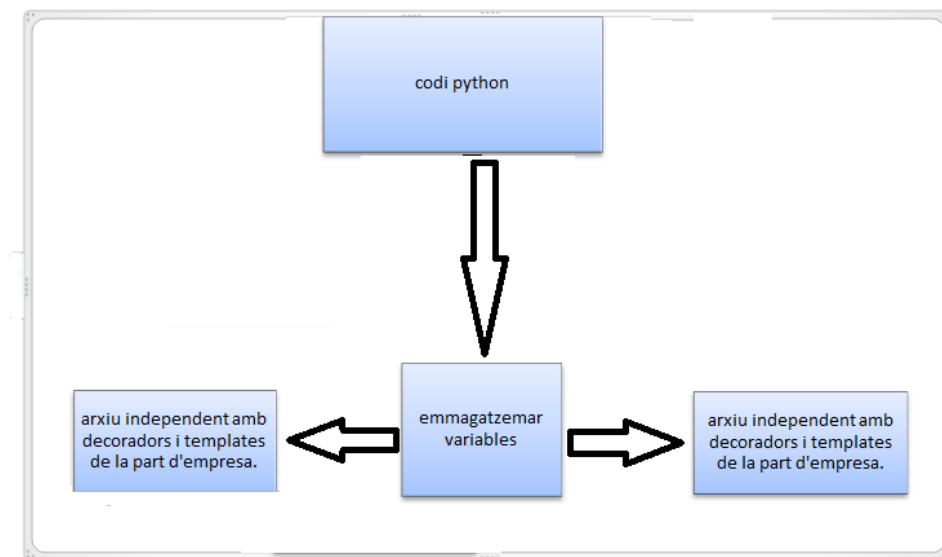 codi python
emmagatzemar
variables
arxiu independent amb
decoradors i templates
de la part d'empresa.
arxiu independent amb
decoradors i templates
de la part d'empresa.